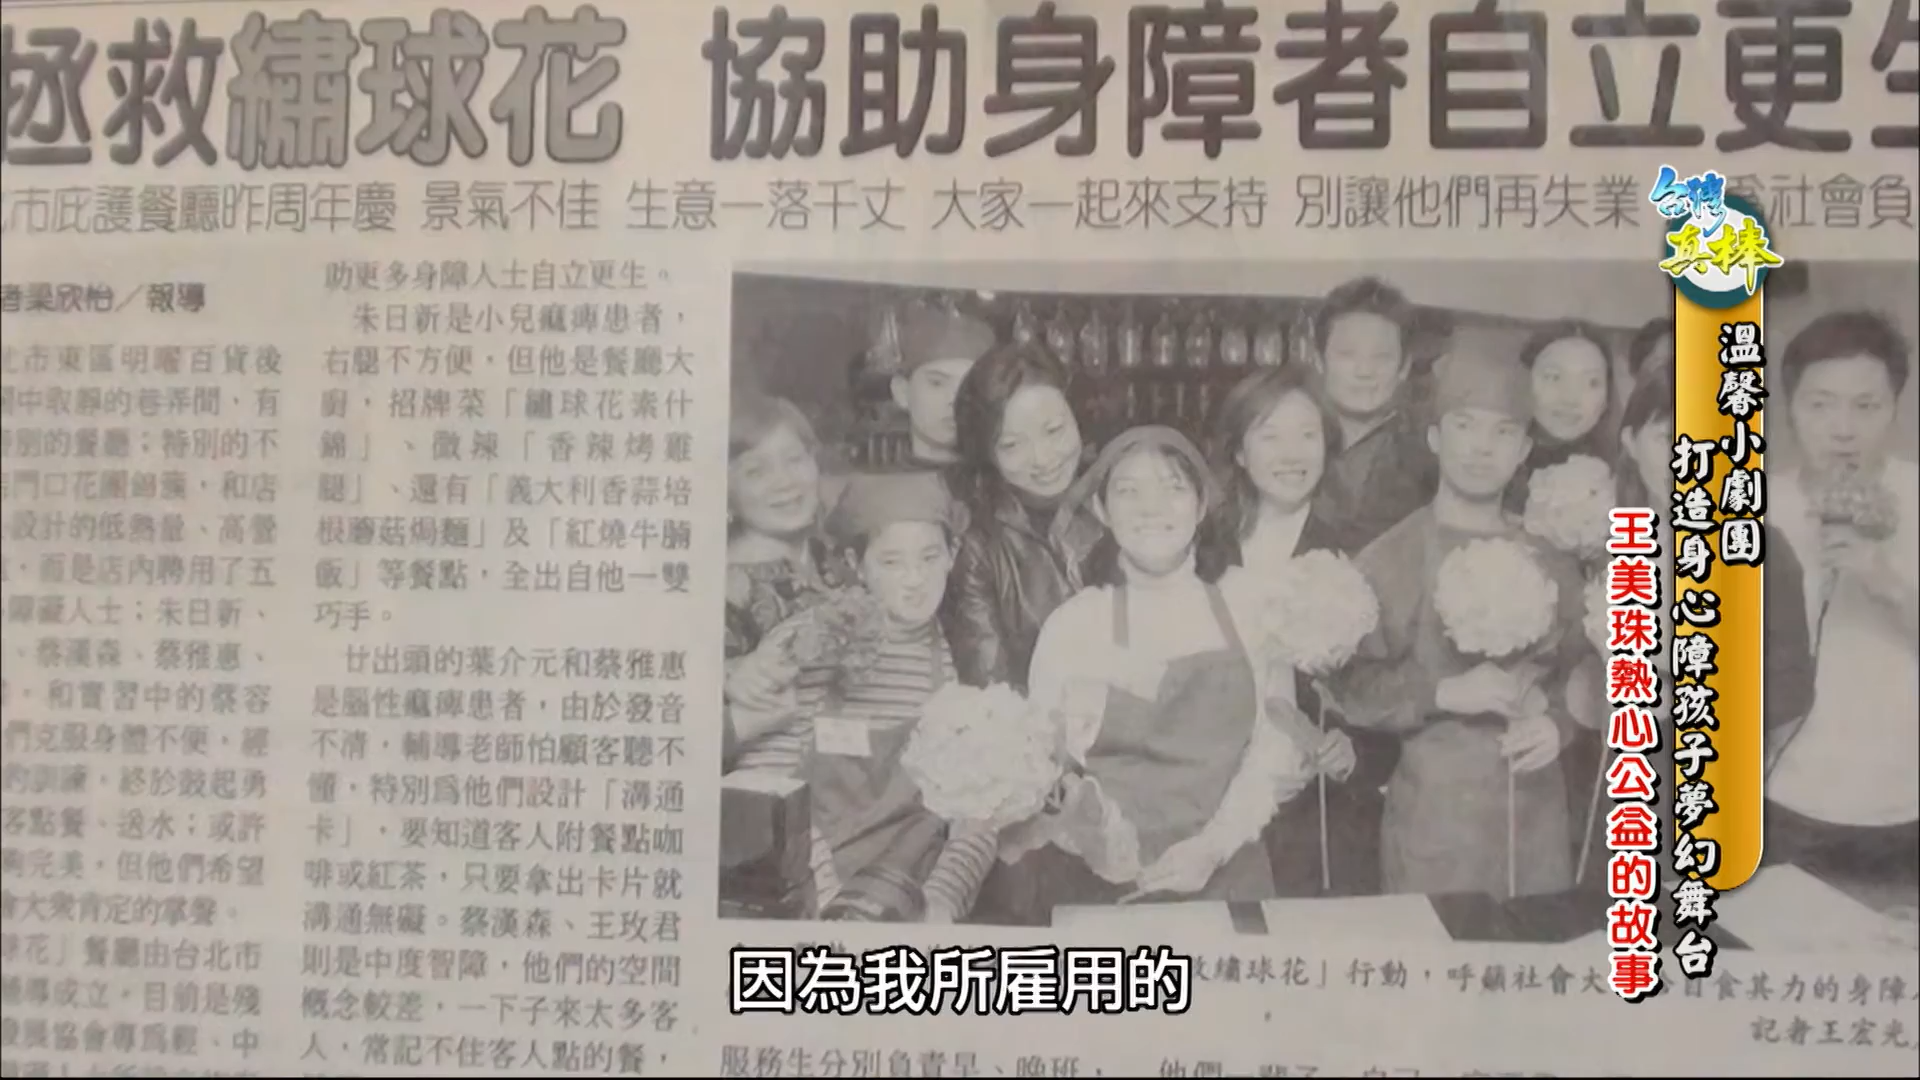 拯救繡球花 協助身障者自立更生
市庇護餐廳昨周年慶 景氣不佳 生意一落千丈 大家一起來支持 別讓他們再失業 為社會負
者梁欣怡／報導
北市東區明曜百貨後
鬧中取靜的巷弄間，有
特別的餐廳；特別的不
門口花團錦簇，和店
設計的低熱量、高營
，而是店內聘用了五
障礙人士；朱日新、
、蔡漢森、蔡雅惠、
，和實習中的蔡容
們克服身體不便，經
的訓練，終於鼓起勇
客點餐、送水；或許
夠完美，但他們希望
會大眾肯定的掌聲。
球花」餐廳由台北市
輔導成立，目前是殘
發展協會專為輕、中
助更多身障人士自立更生。
朱日新是小兒痲痺患者，
右腿不方便，但他是餐廳大
廚，招牌菜「繡球花素什
錦」、微辣「香辣烤雞
腿」、還有「義大利香蒜培
根蘑菇焗麵」及「紅燒牛腩
飯」等餐點，全出自他一雙
巧手。
廿出頭的葉介元和蔡雅惠
是腦性痲痺患者，由於發音
不清，輔導老師怕顧客聽不
懂，特別為他們設計「溝通
卡」，要知道客人附餐點咖
啡或紅茶，只要拿出卡片就
溝通無礙。蔡漢森、王玫君
則是中度智障，他們的空間
概念較差，一下子來太多客
人，常記不住客人點的餐，
救繡球花」行動，呼籲社會大
自食其力的身障
記者王宏光
服務生分別負責早、晚班，
台灣
真棒
溫馨小劇團
打造身心障孩子夢幻舞台
王美珠熱心公益的故事
因為我所雇用的